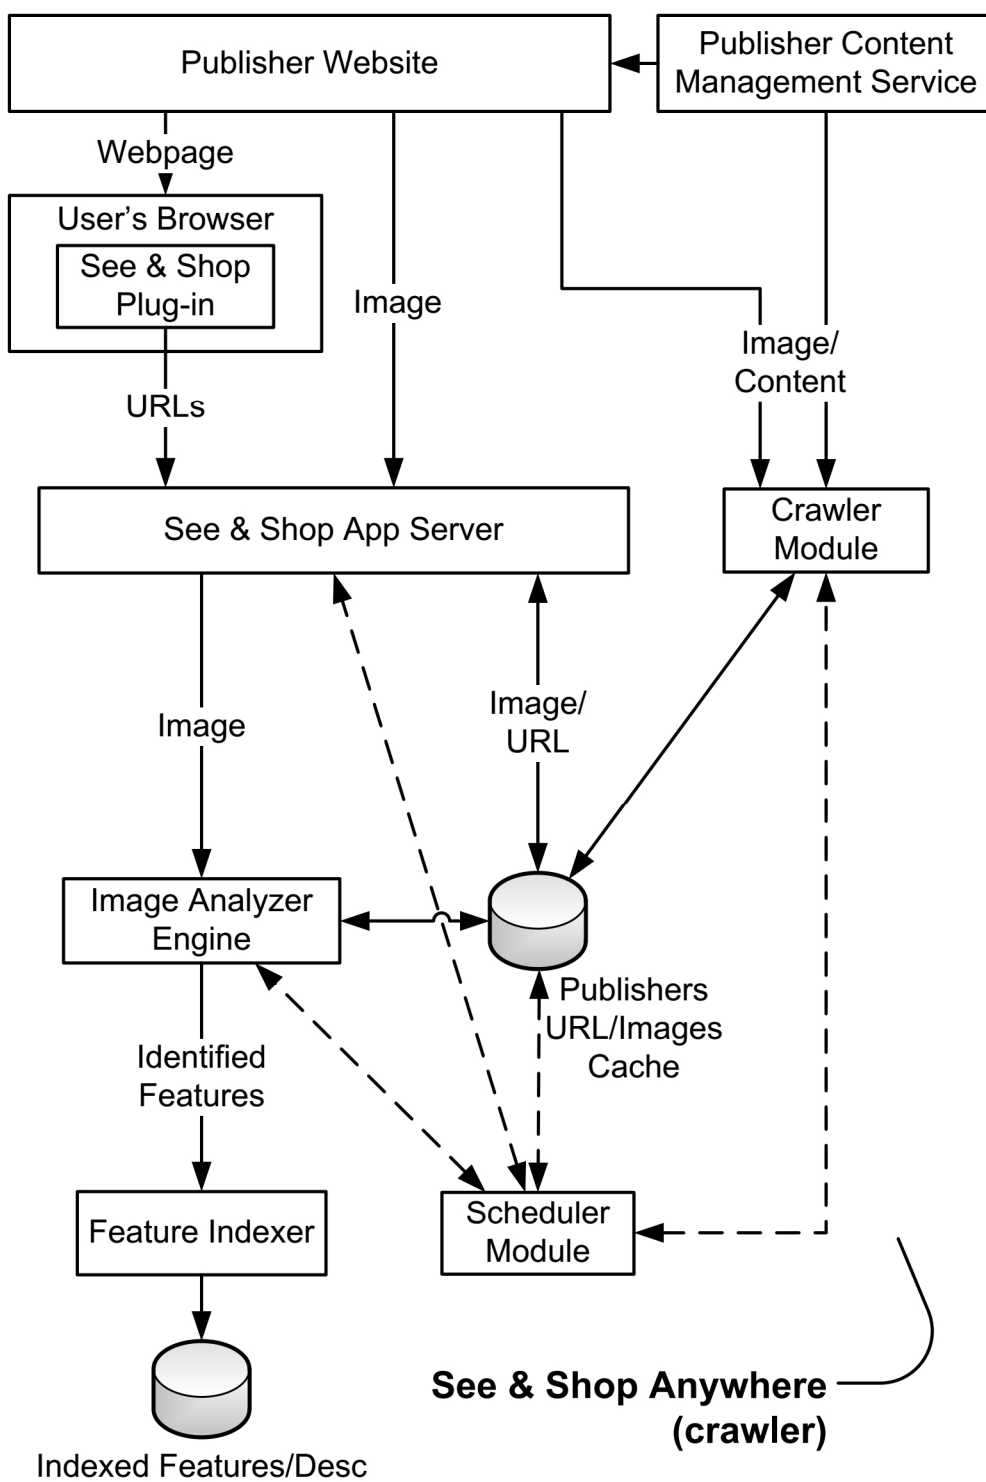 Publisher Website
Publisher Content
Management Service
Webpage
User's Browser
See & Shop
Plug-in
Image
Image/
Content
URLs
See & Shop App Server
Crawler
Module
Image
Image/
URL
Image Analyzer
Engine
Publishers
URL/Images
Cache
Identified
Features
Feature Indexer
Scheduler
Module
See & Shop Anywhere
(crawler)
Indexed Features/Desc